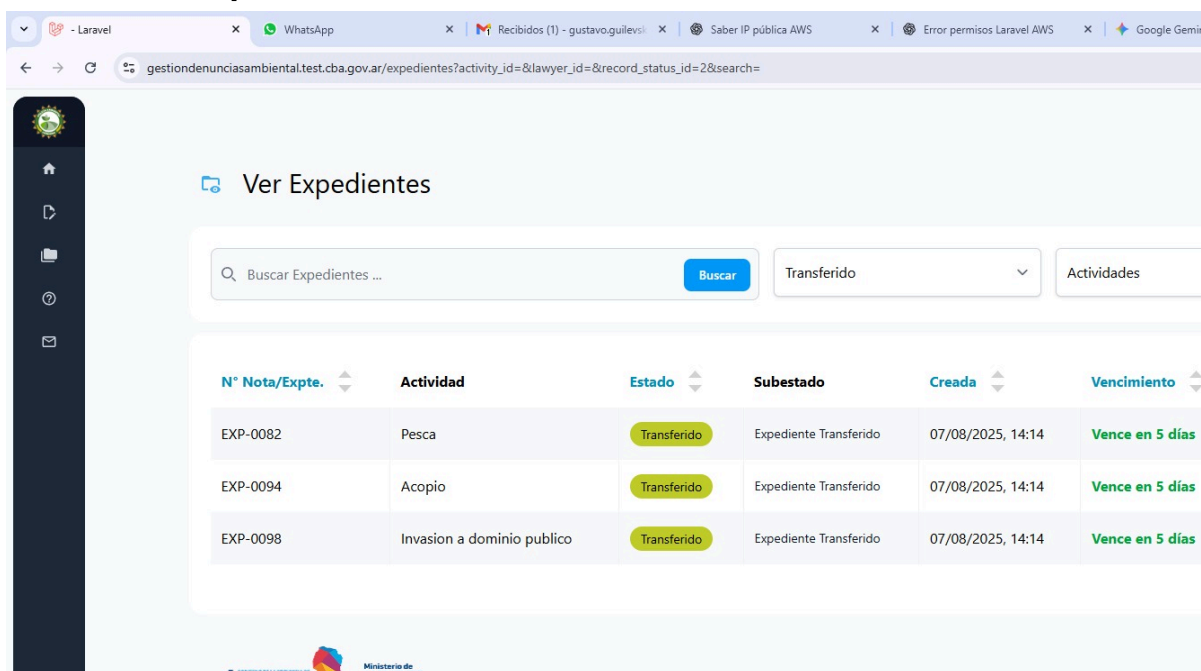 - Laravel
WhatsApp
Recibidos (1) - gustavo.guilevsk
Saber IP pública AWS
Error permisos Laravel AWS
Google Gemi
gestiondenunciasambiental.test.cba.gov.ar/expedientes?activity_id=&lawyer_id=&record_status_id=2&search=
Ver Expedientes
Buscar Expedientes ...
Buscar
Transferido
Actividades
N° Nota/Expte. Actividad Estado Subestado Creada Vencimiento
EXP-0082 Pesca Transferido Expediente Transferido 07/08/2025, 14:14 Vence en 5 días
EXP-0094 Acopio Transferido Expediente Transferido 07/08/2025, 14:14 Vence en 5 días
EXP-0098 Invasion a dominio publico Transferido Expediente Transferido 07/08/2025, 14:14 Vence en 5 días
Ministerio de